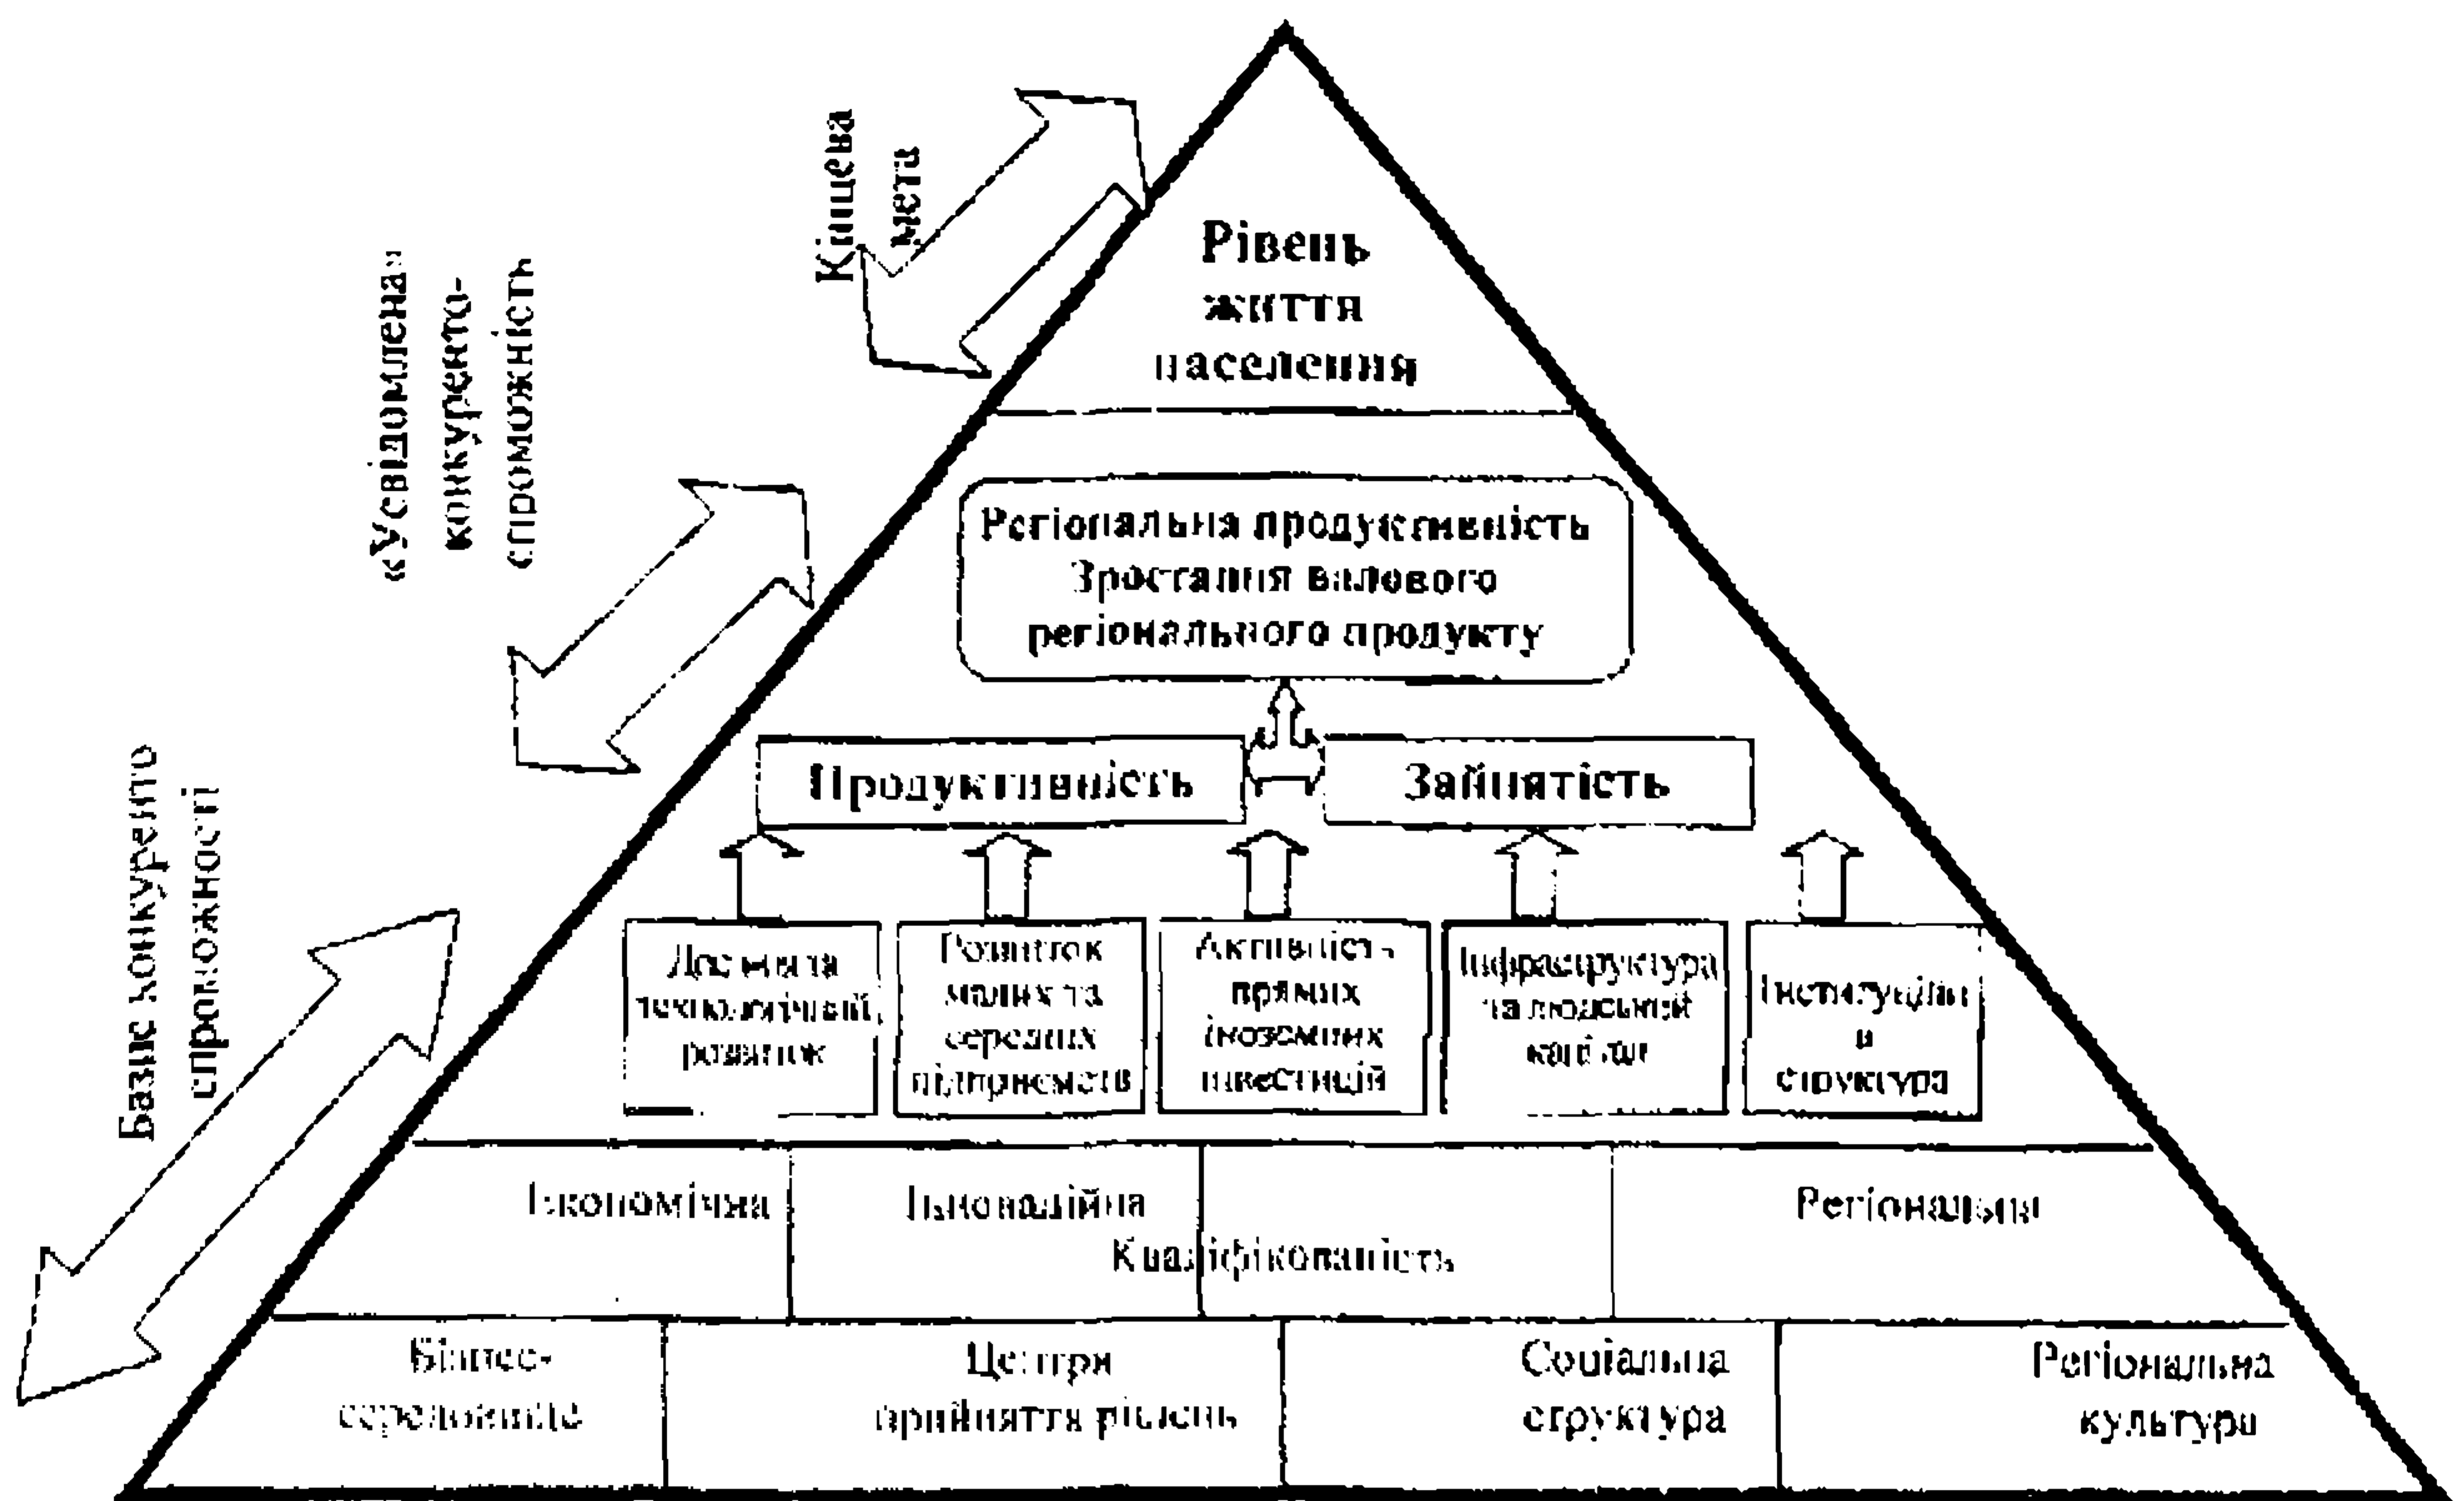 Кінцева
мета
«Усвідомлена»
конкурентo-
спроможність
Базис конкуренто
спроможності
Рівень
життя
населення
Регіональна продуктивність
Зростання валового
регіонального продукту
Продуктивність
Зайнятість
технологічний
розвиток
Розвиток
малих та
середніх
підприємств
Активність
прямих
іноземних
інвестицій
Інфраструктура
та людський
капітал
структура
Економічна
Інноваційна
Кваліфікованість
Регіональна
Бізнес-
середовище
Центри
прийняття рішень
Соціальна
структура
Регіональна
культура